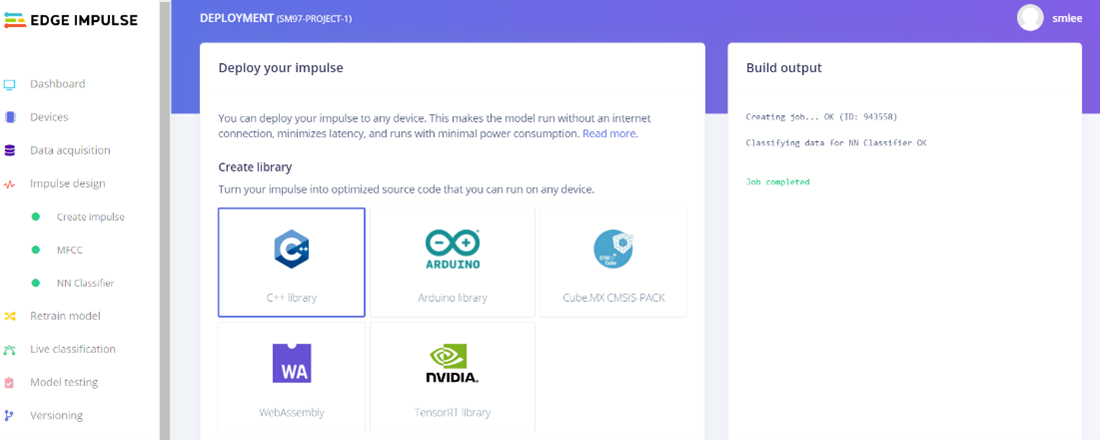 EDGE IMPULSE
Dashboard
Devices
Data acquisition
Impulse design
Create impulse
MFCC
NN Classifier
Retrain model
Live classification
Model testing
Versioning
DEPLOYMENT (SM97-PROJECT-1)
smlee
Deploy your impulse
You can deploy your impulse to any device. This makes the model run without an internet
connection, minimizes latency, and runs with minimal power consumption. Read more.
Create library
Turn your impulse into optimized source code that you can run on any device.
C++
C++ library
ARDUINO
Arduino library
Cube.MX CMSIS-PACK
WA
WebAssembly
NVIDIA.
TensorRT library
Build output
Creating job... OK (ID: 943558)
Classifying data for NN Classifier OK
Job completed